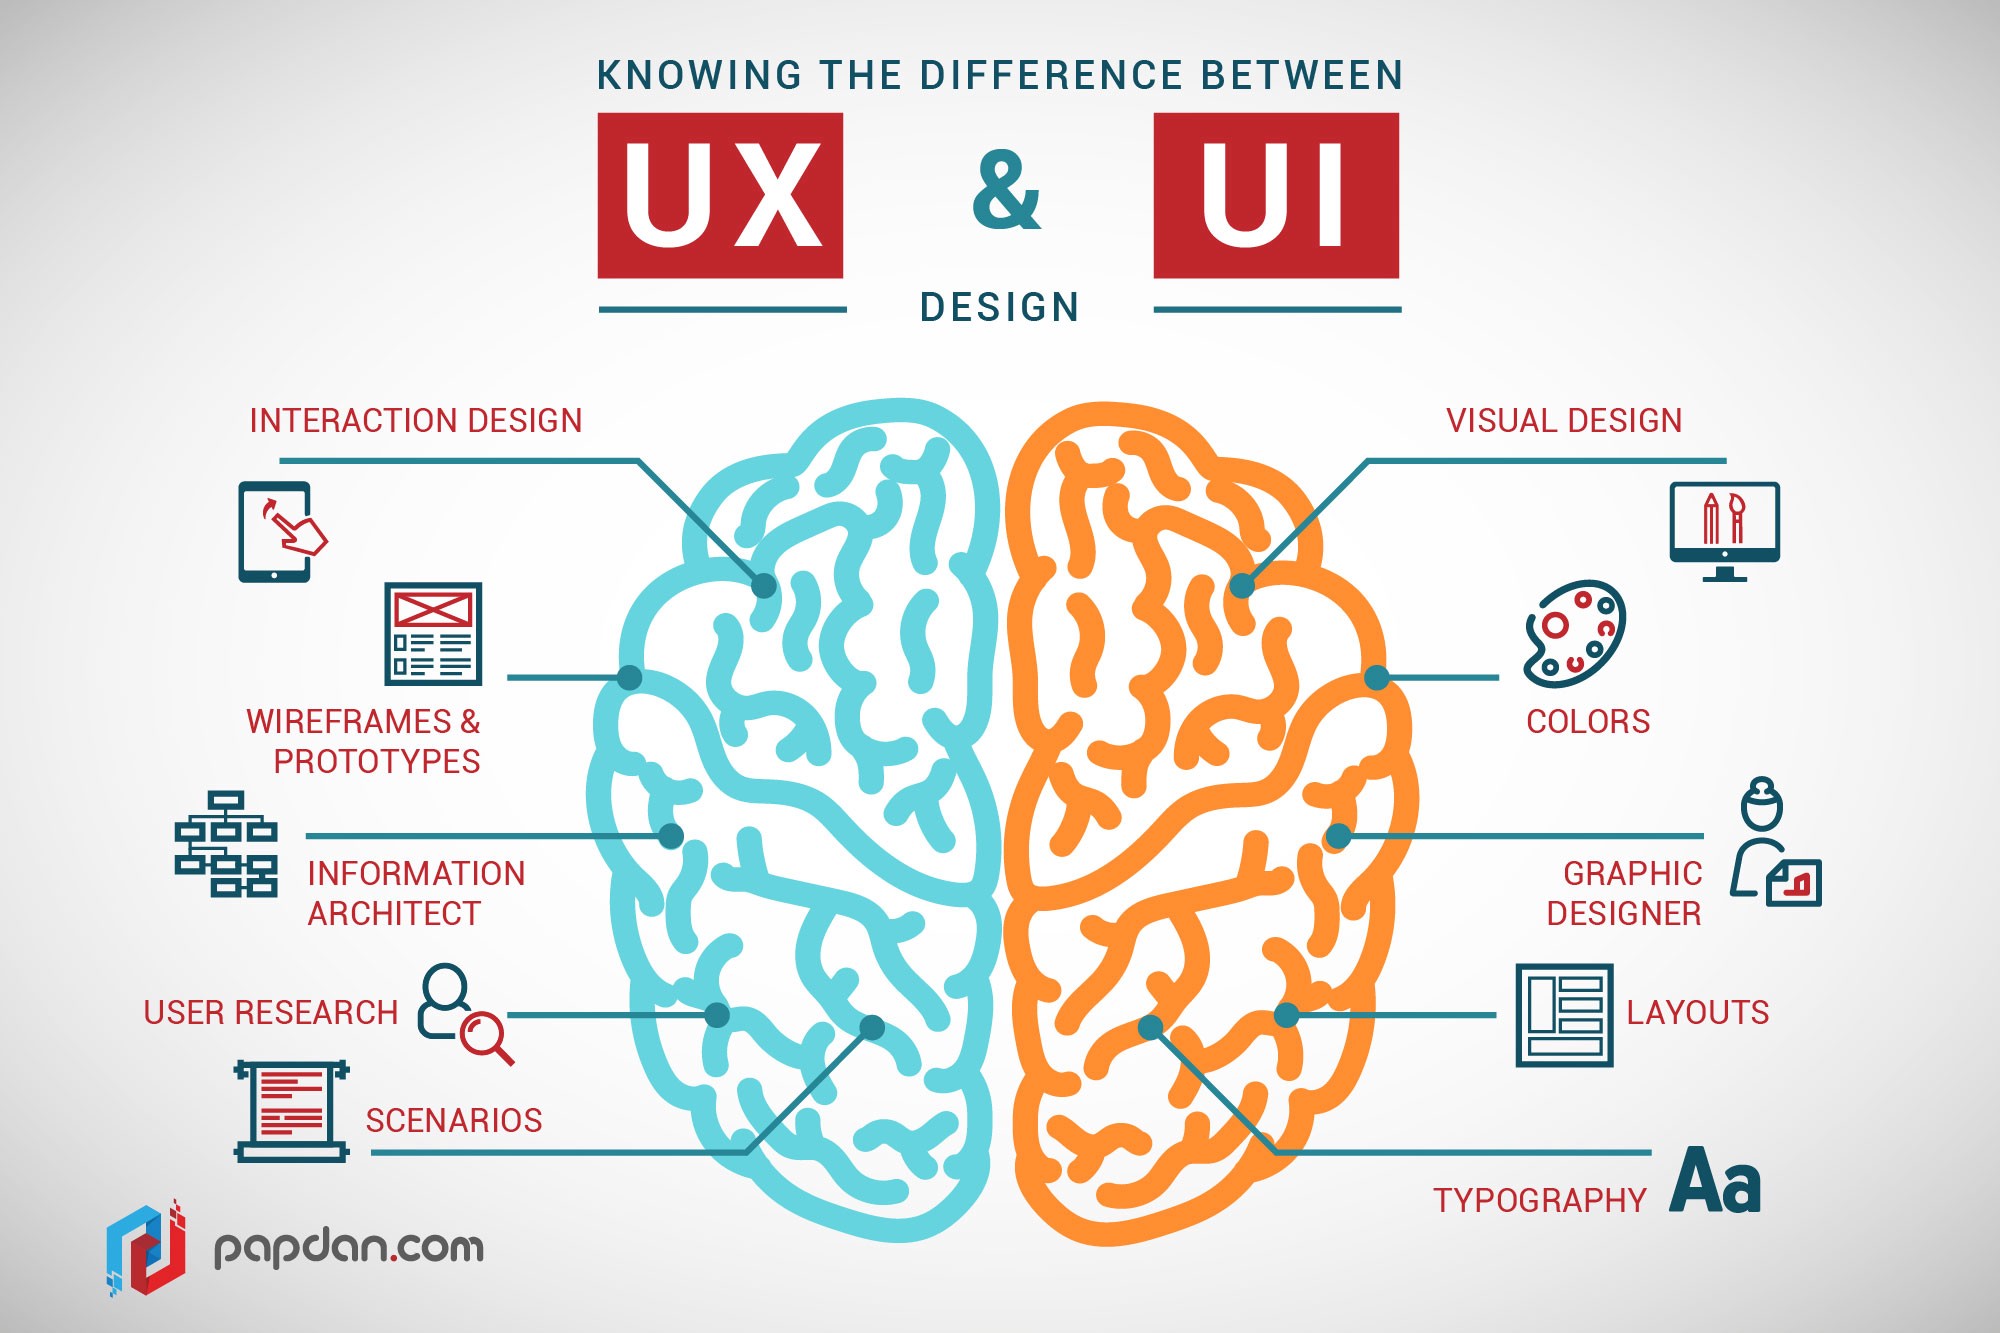 KNOWING THE DIFFERENCE BETWEEN
UX & UI
DESIGN
INTERACTION DESIGN
WIREFRAMES &
PROTOTYPES
INFORMATION
ARCHITECT
USER RESEARCH
SCENARIOS
VISUAL DESIGN
COLORS
GRAPHIC
DESIGNER
LAYOUTS
TYPOGRAPHY Aa
papdan.com